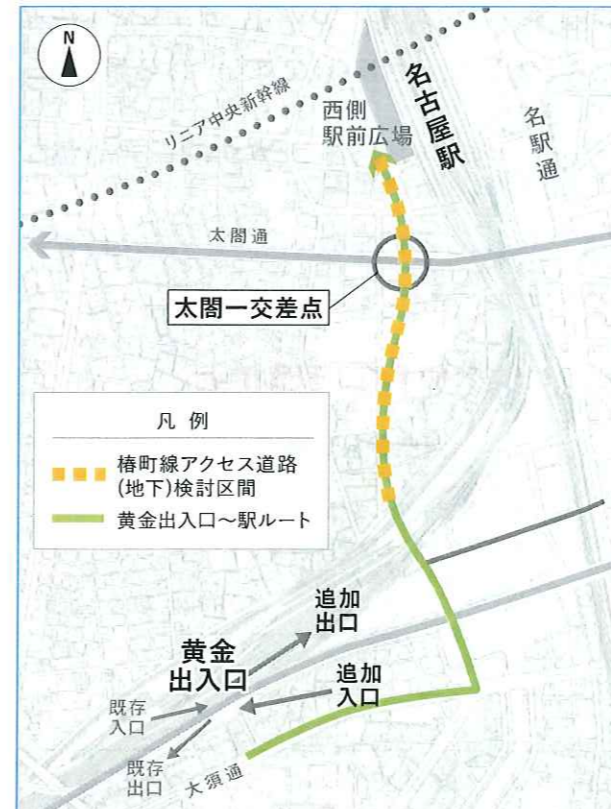 N
リニア中央新幹線
西側
駅前広場
名古屋駅
名駅通
太閤通
太閤一交差点
凡例
椿町線アクセス道路
(地下)検討区間
黄金出入口～駅ルート
追加
出口
黄金
出入口
追加
入口
既存
入口
既存
出口
大須通